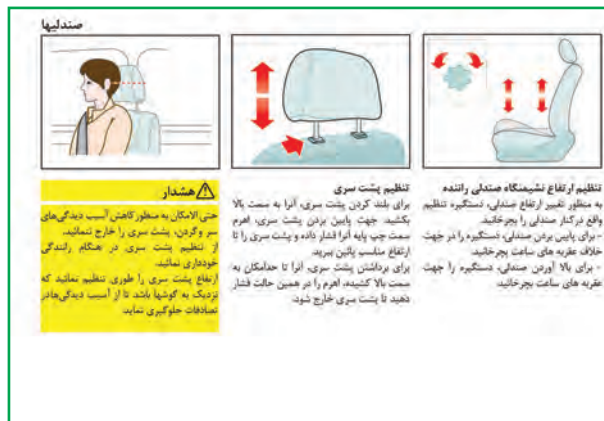 صندلیها
تنظیم ارتفاع نشیمنگاه صندلی راننده
به منظور تغییر ارتفاع صندلی، دستگیره تنظیم
واقع درکنار صندلی را بچرخانید.
- برای پایین بردن صندلی، دستگیره را در جهت
خلاف عقربه های ساعت بچرخانید.
- برای بالا آوردن صندلی، دستگیره را جهت
عقربه های ساعت بچرخانید.
تنظیم پشت سری
برای بلند کردن پشت سری، آنرا به سمت بالا
بکشید. جهت پایین بردن پشت سری، اهرم
سمت چپ پایه آنرا فشار داده و پشت سری را تا
ارتفاع مناسب پائین ببرید.
برای برداشتن پشت سری، آنرا تا حدامکان به
سمت بالا کشیده، اهرم را در همین حالت فشار
دهید تا پشت سری خارج شود.
هشدار
حتی الامکان به منظور کاهش آسیب دیدگی‌های
سر و گردن، پشت سری را خارج ننمائید.
از تنظیم پشت سری در هنگام رانندگی
خودداری نمائید.
ارتفاع پشت سری را طوری تنظیم نمائید که
نزدیک به گوشها باشد تا از آسیب دیدگی‌ها در
تصادفات جلوگیری نماید.